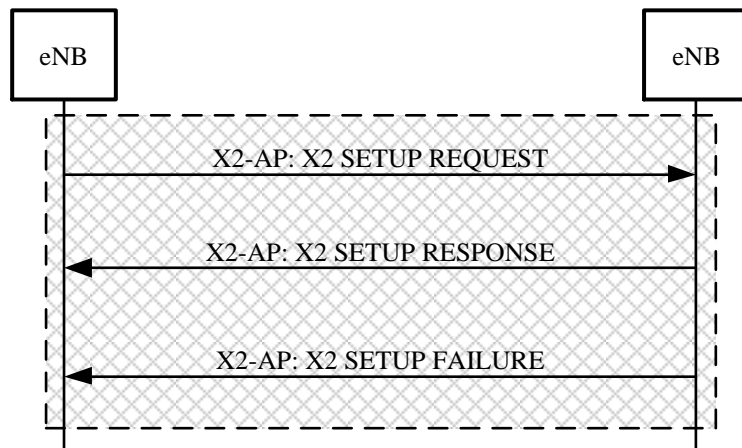 eNB
eNB
X2-AP: X2 SETUP REQUEST
X2-AP: X2 SETUP RESPONSE
X2-AP: X2 SETUP FAILURE